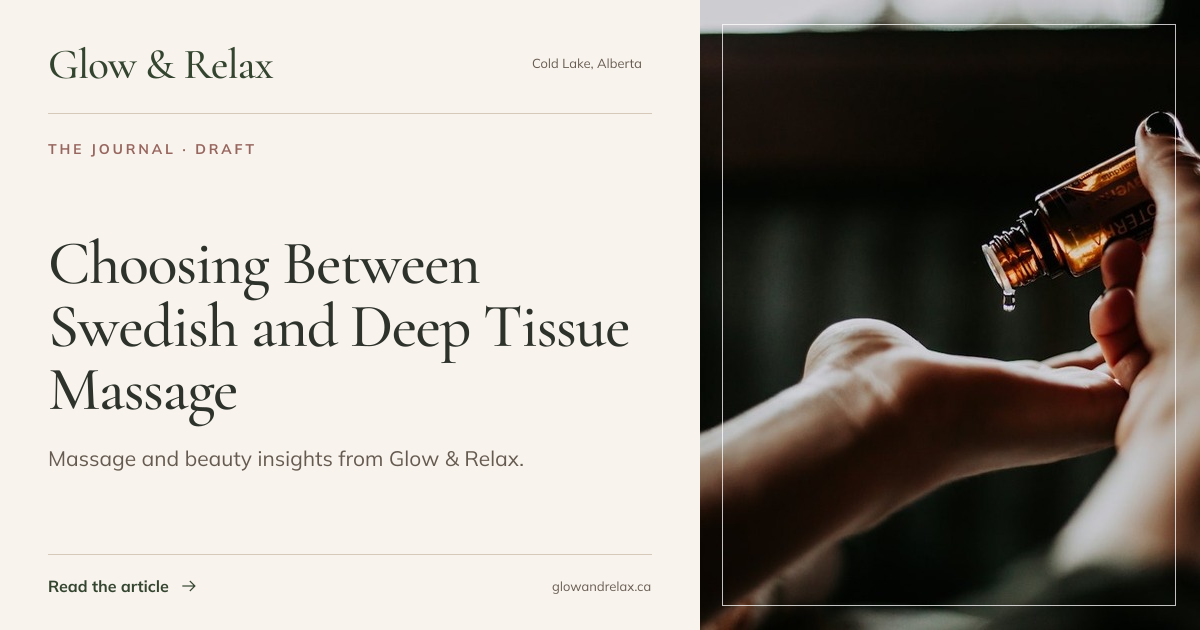 Glow & Relax
Cold Lake, Alberta
THE JOURNAL · DRAFT
Choosing Between
Swedish and Deep Tissue
Massage
Massage and beauty insights from Glow & Relax.
Read the article →
glowandrelax.ca